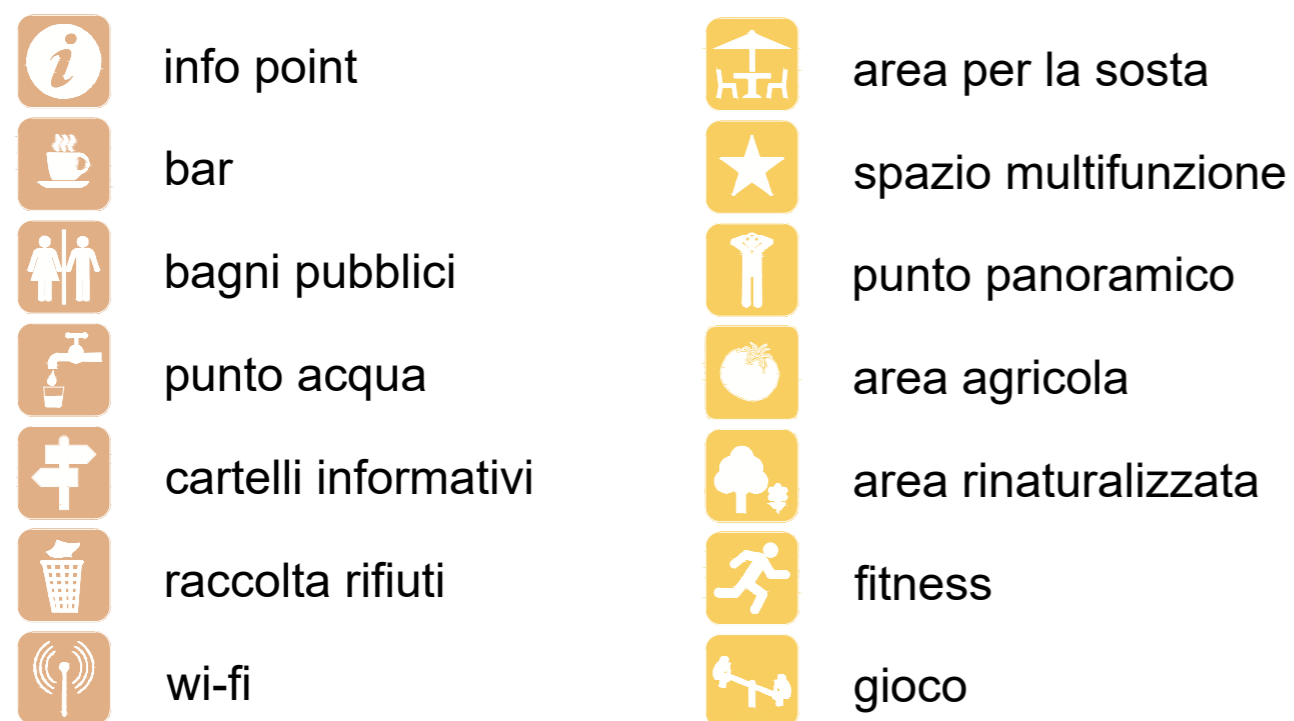 info point
bar
bagni pubblici
punto acqua
cartelli informativi
raccolta rifiuti
wi-fi
area per la sosta
spazio multifunzione
punto panoramico
area agricola
area rinaturalizzata
fitness
gioco